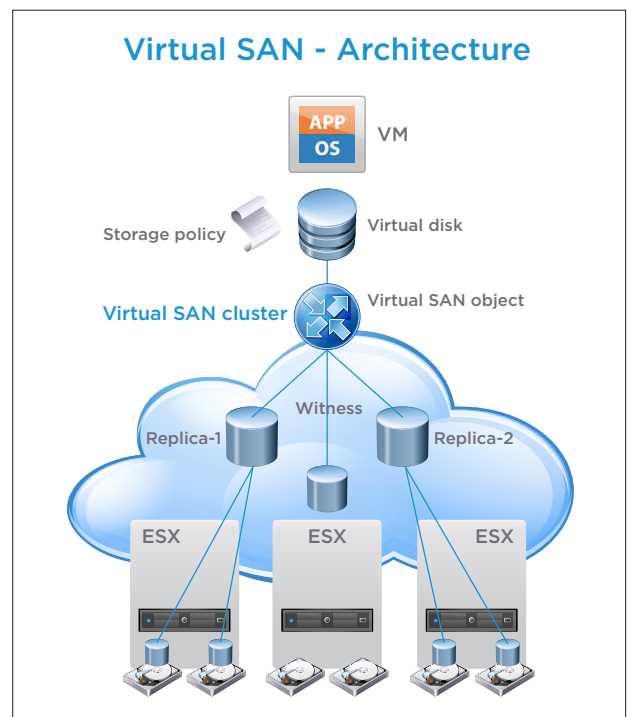 Virtual SAN - Architecture
APP
OS
VM
Storage policy
Virtual disk
Virtual SAN cluster
Virtual SAN object
Witness
Replica-1
Replica-2
ESX
ESX
ESX